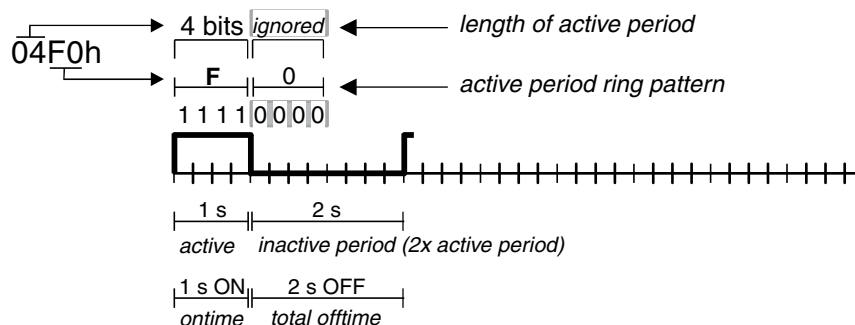 4 bits ignored length of active period
04F0h
F 0 active period ring pattern
1 1 1 1 0 0 0 0
1 s 2 s
active inactive period (2x active period)
1 s ON 2 s OFF
ontime total offtime